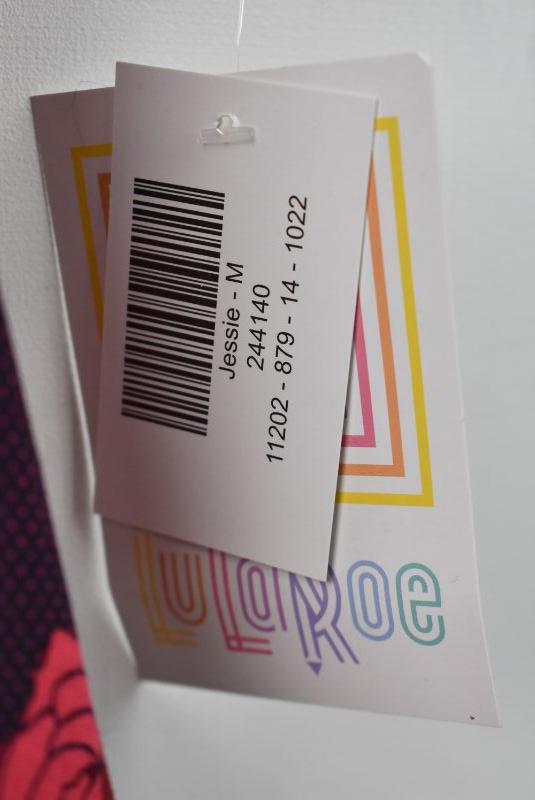 Jessie - M
244140
11202 - 879 - 14 - 1022
LuLaRoe